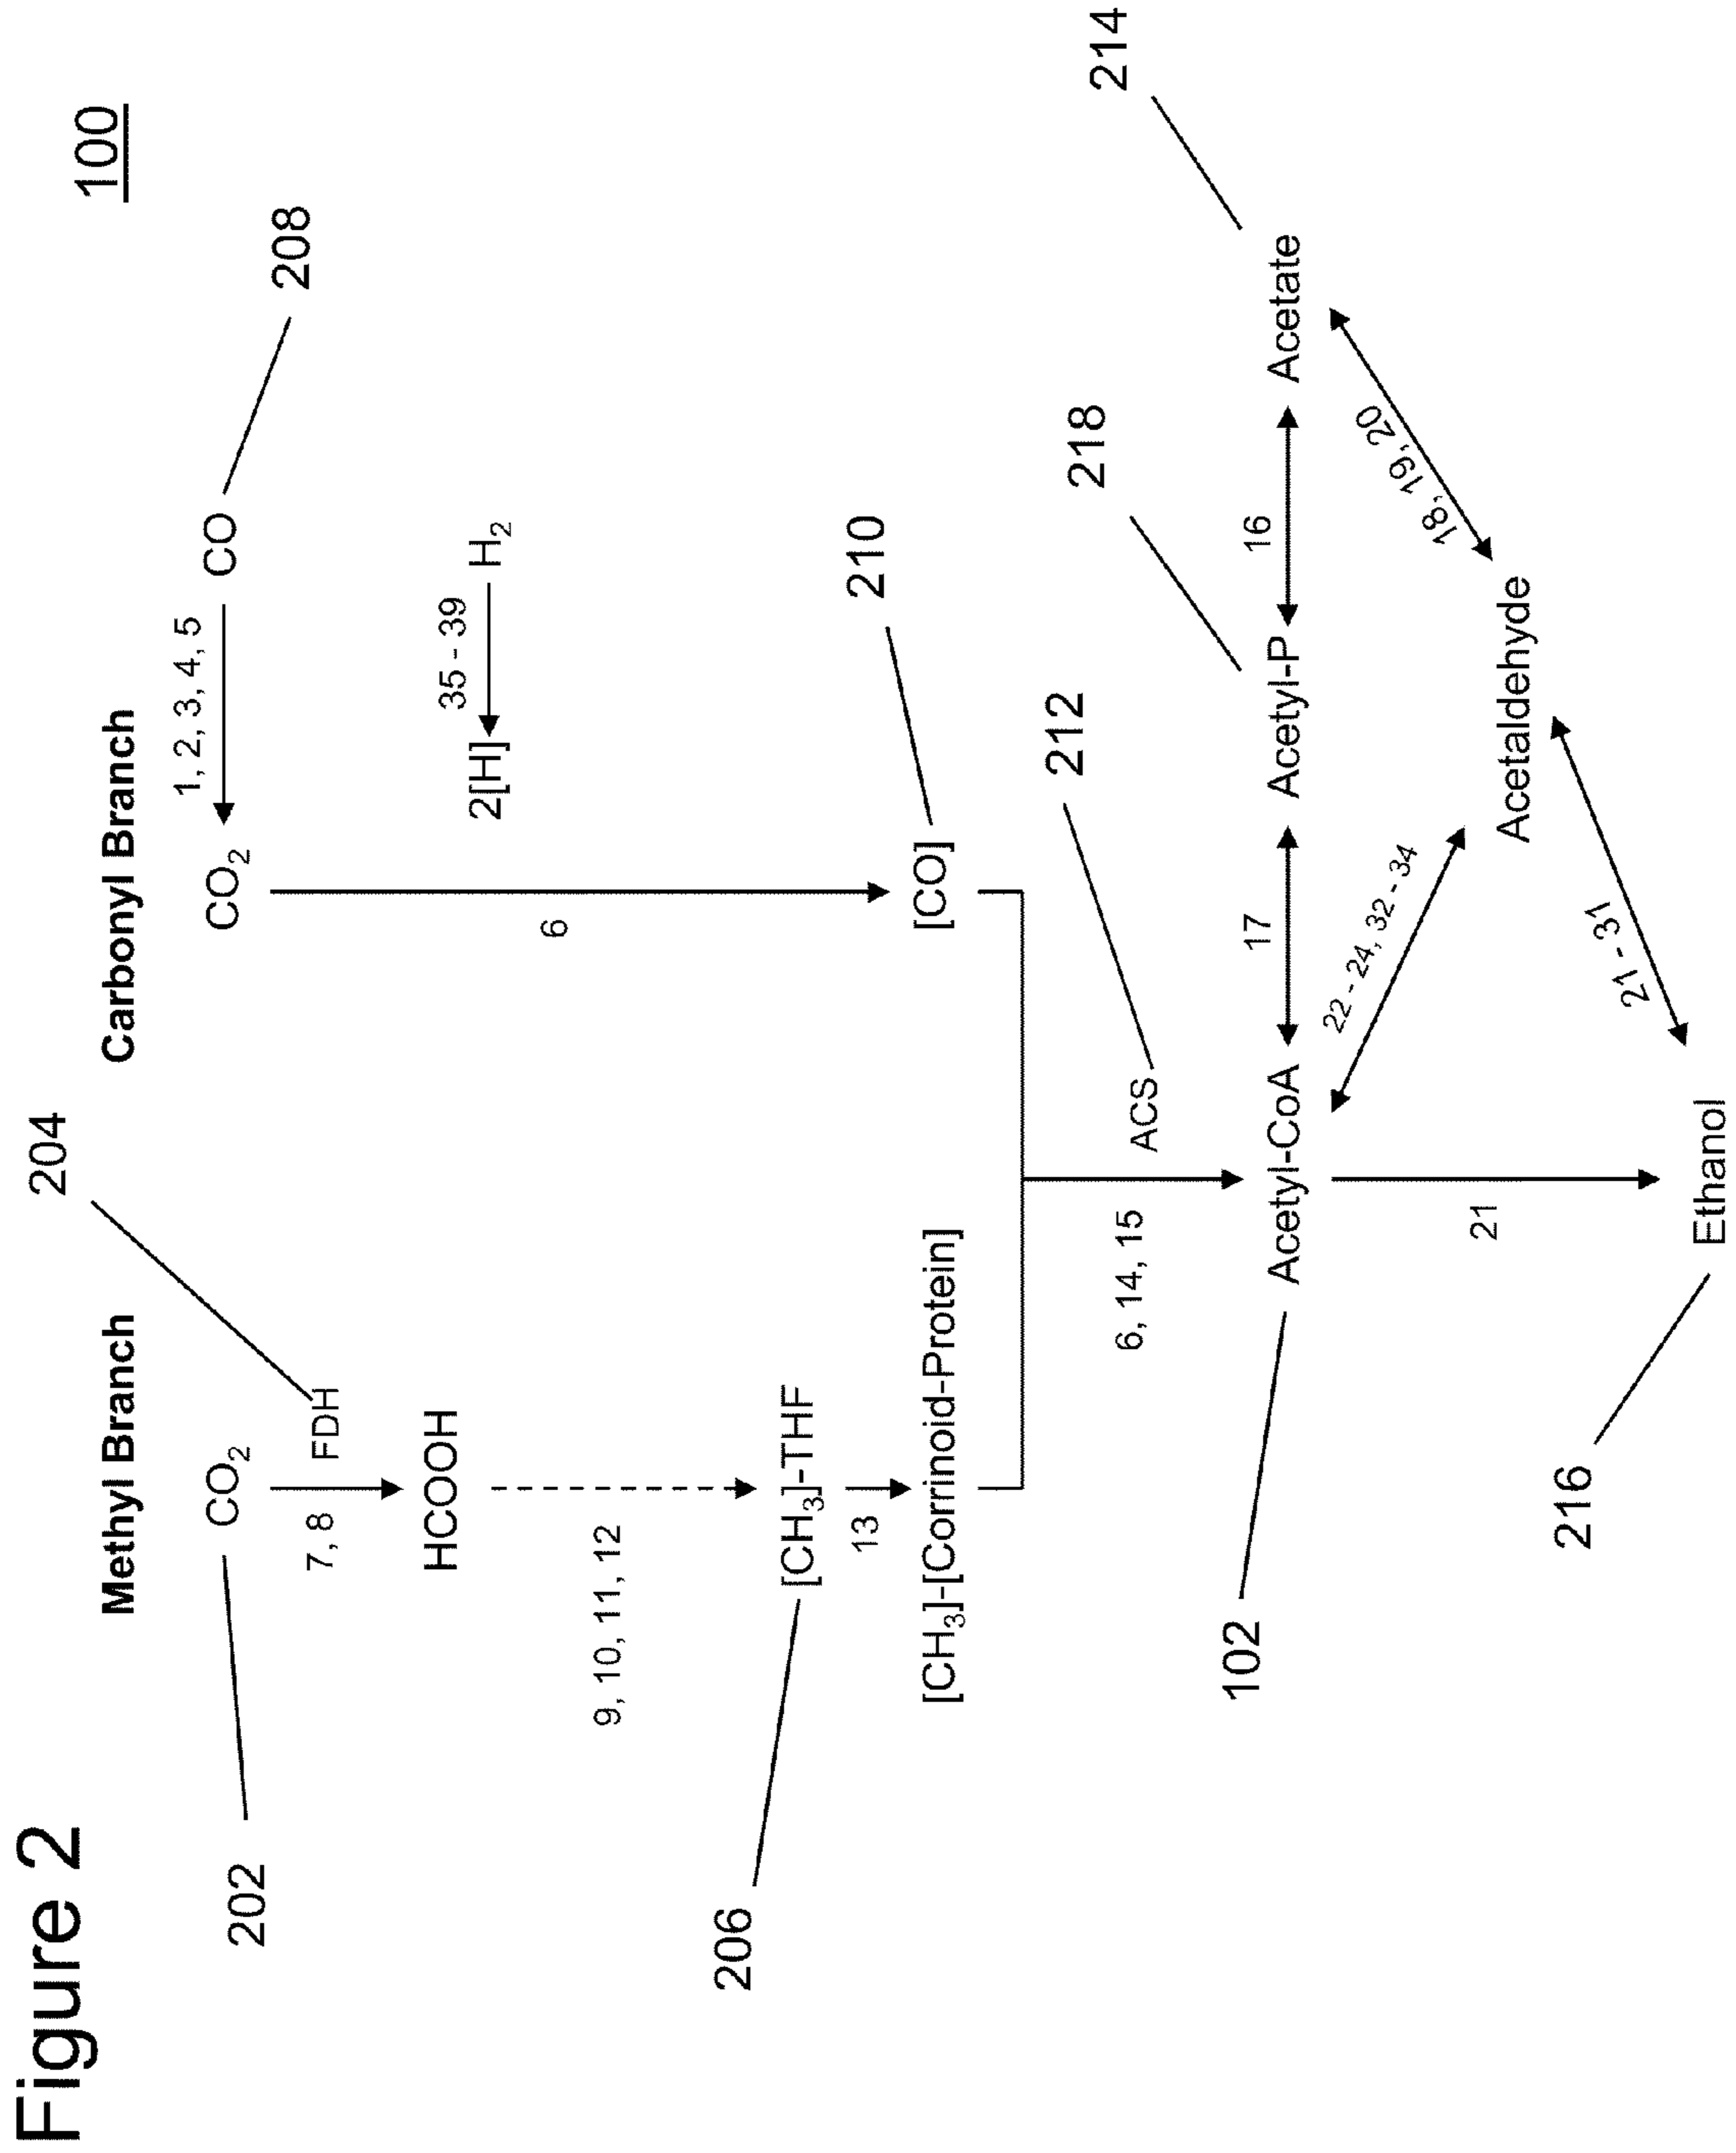 Figure 2
100
204
Methyl Branch
Carbonyl Branch
208
202
CO2
CO2
1, 2, 3, 4, 5
CO
7, 8
FDH
HCOOH
2[H]
35 - 39
H2
9, 10, 11, 12
6
206
[CH3]-THF
13
[CH3]-[Corrinoid-Protein]
[CO]
210
212
218
214
6, 14, 15
ACS
102
Acetyl-CoA
17
Acetyl-P
16
Acetate
22 - 24, 32 - 34
18, 19, 20
21
Acetaldehyde
21 - 31
216
Ethanol